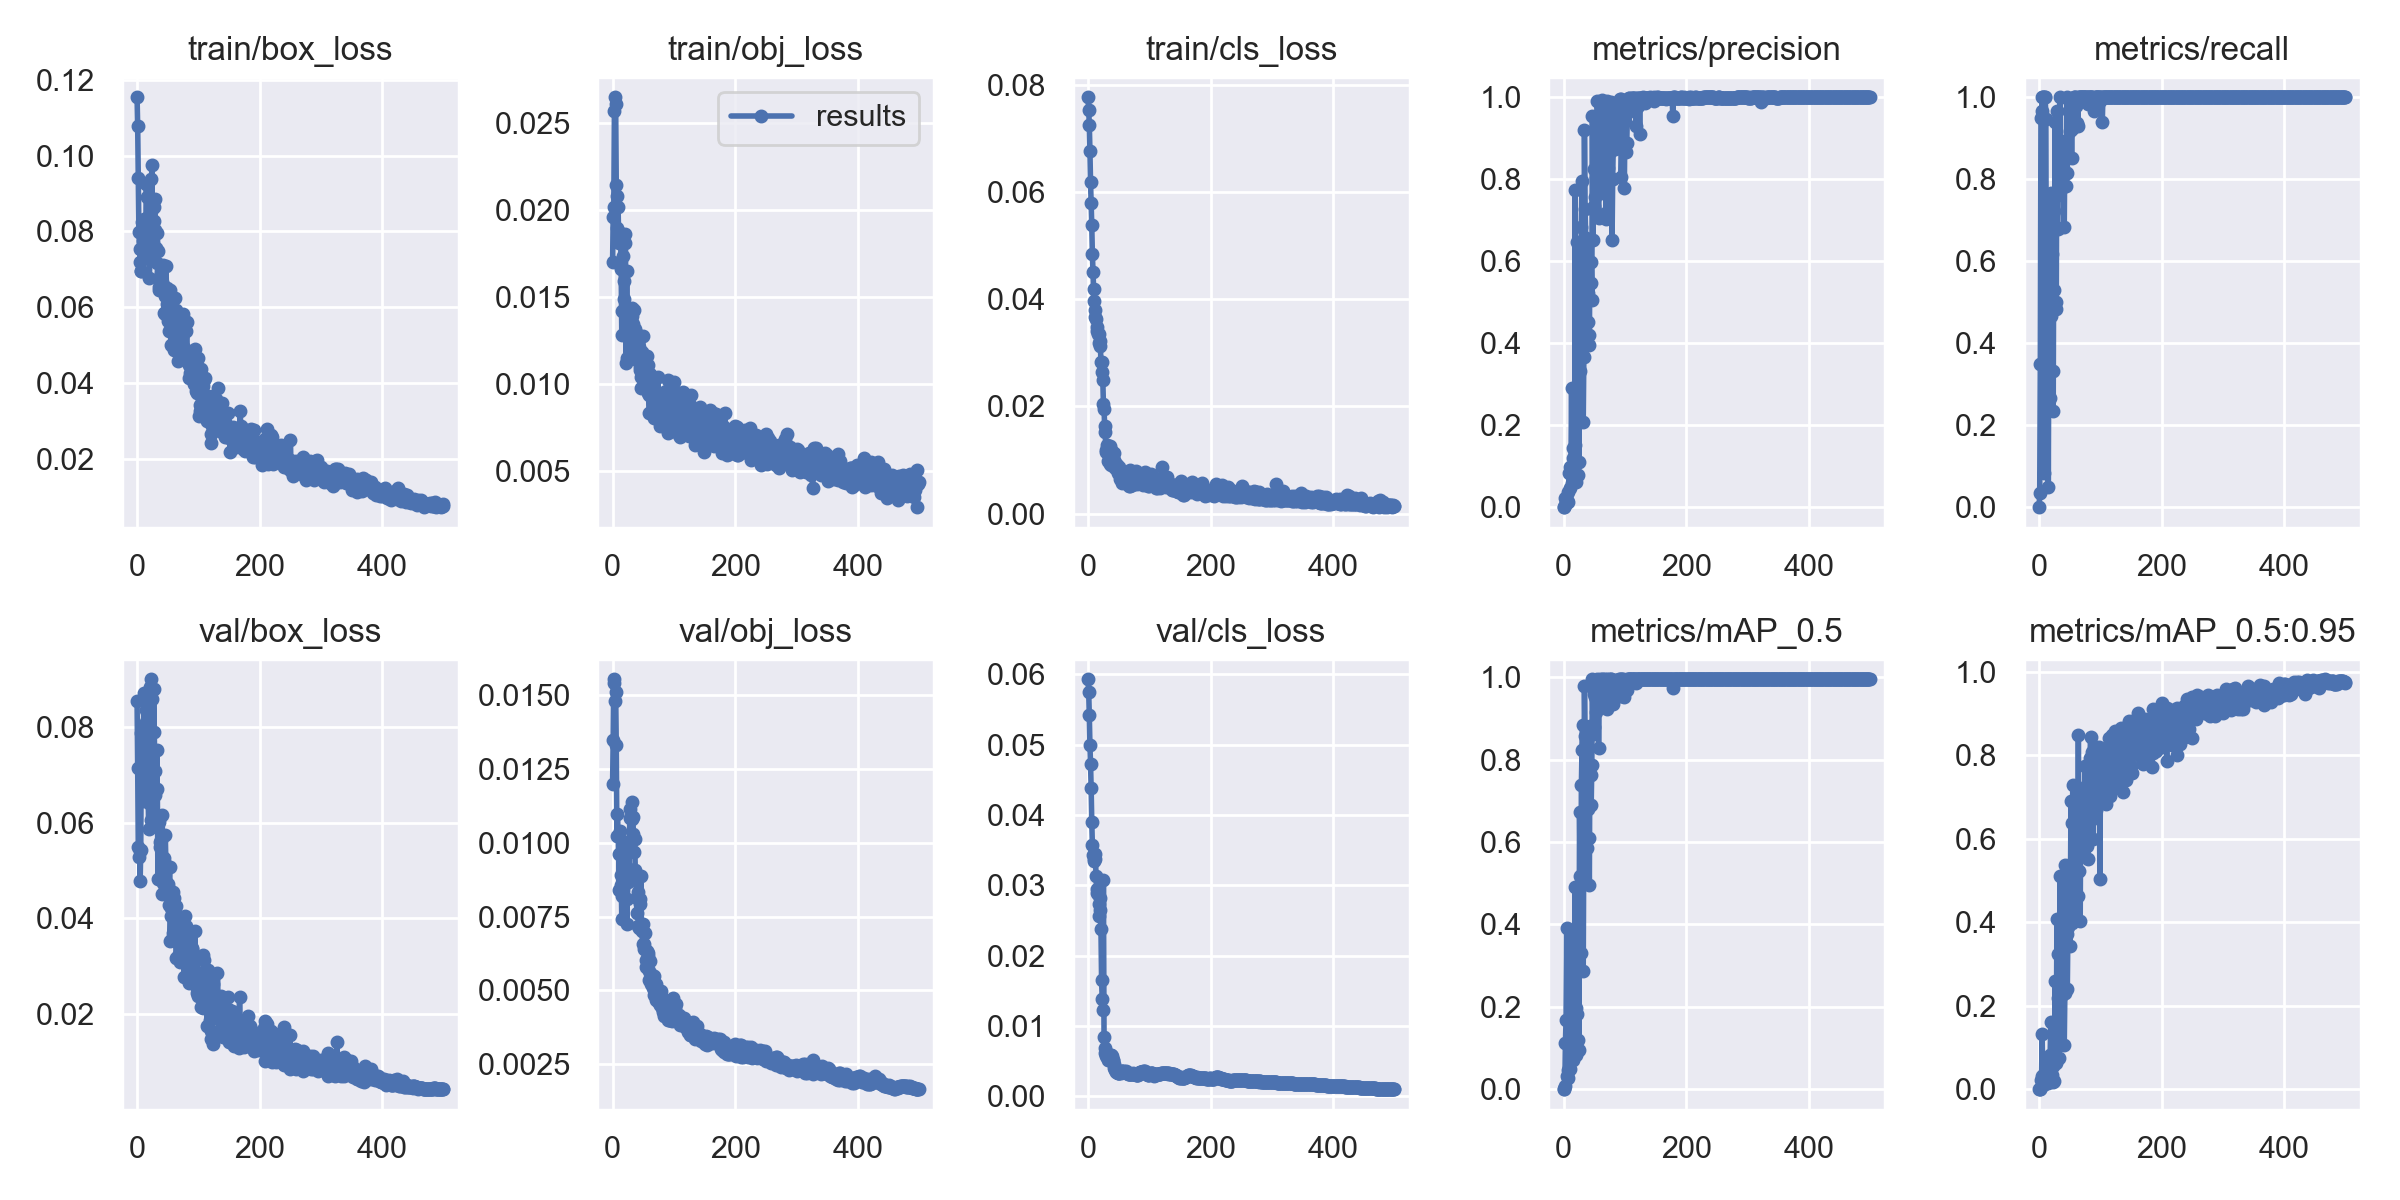 train/box_loss
0.12
0.10
0.08
0.06
0.04
0.02
0 200 400
train/obj_loss
results
0.025
0.020
0.015
0.010
0.005
0 200 400
train/cls_loss
0.08
0.06
0.04
0.02
0.00
0 200 400
metrics/precision
1.0
0.8
0.6
0.4
0.2
0.0
0 200 400
metrics/recall
1.0
0.8
0.6
0.4
0.2
0.0
0 200 400
val/box_loss
0.08
0.06
0.04
0.02
0 200 400
val/obj_loss
0.0150
0.0125
0.0100
0.0075
0.0050
0.0025
0 200 400
val/cls_loss
0.06
0.05
0.04
0.03
0.02
0.01
0.00
0 200 400
metrics/mAP_0.5
1.0
0.8
0.6
0.4
0.2
0.0
0 200 400
metrics/mAP_0.5:0.95
1.0
0.8
0.6
0.4
0.2
0.0
0 200 400